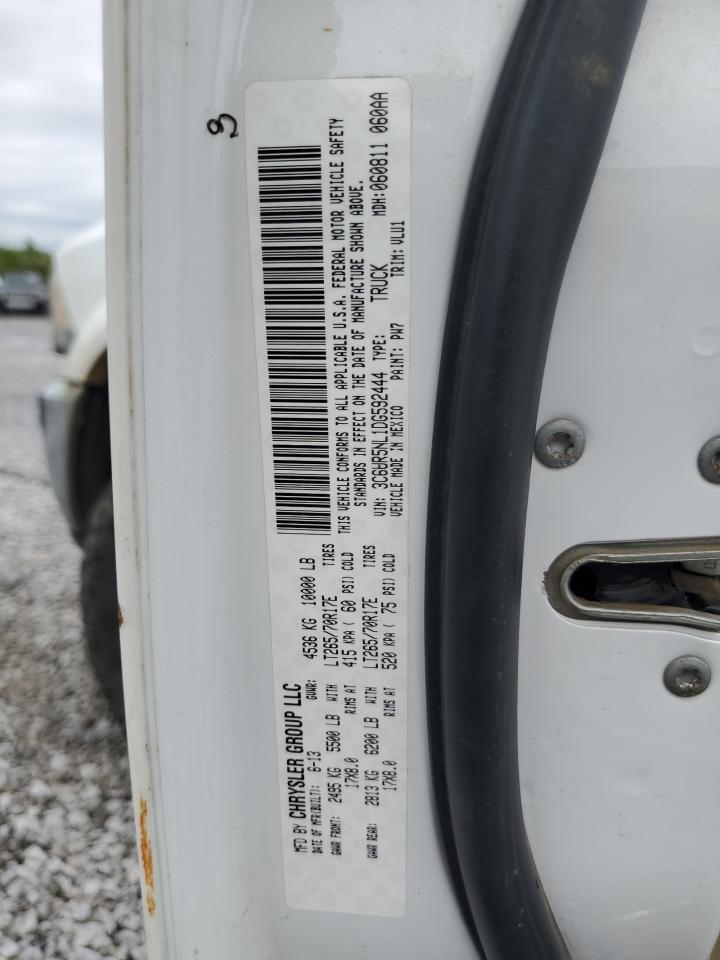 MFD BY CHRYSLER GROUP LLC
DATE OF MFR(BUILT): 6-13 GVWR: 4536 KG 10000 LB
GAWR FRONT: 2495 KG 5500 LB WITH LT265/70R17E TIRES
17X8.0 RIMS AT 415 KPA ( 60 PSI) COLD
GAWR REAR: 2813 KG 6200 LB WITH LT265/70R17E TIRES
17X8.0 RIMS AT 520 KPA ( 75 PSI) COLD
THIS VEHICLE CONFORMS TO ALL APPLICABLE U.S.A. FEDERAL MOTOR VEHICLE SAFETY
STANDARDS IN EFFECT ON THE DATE OF MANUFACTURE SHOWN ABOVE.
VIN: 3C6UR5NL1DG592444 TYPE: TRUCK MDH:060811 060AA
VEHICLE MADE IN MEXICO PAINT: PW7 TRIM: VLU1